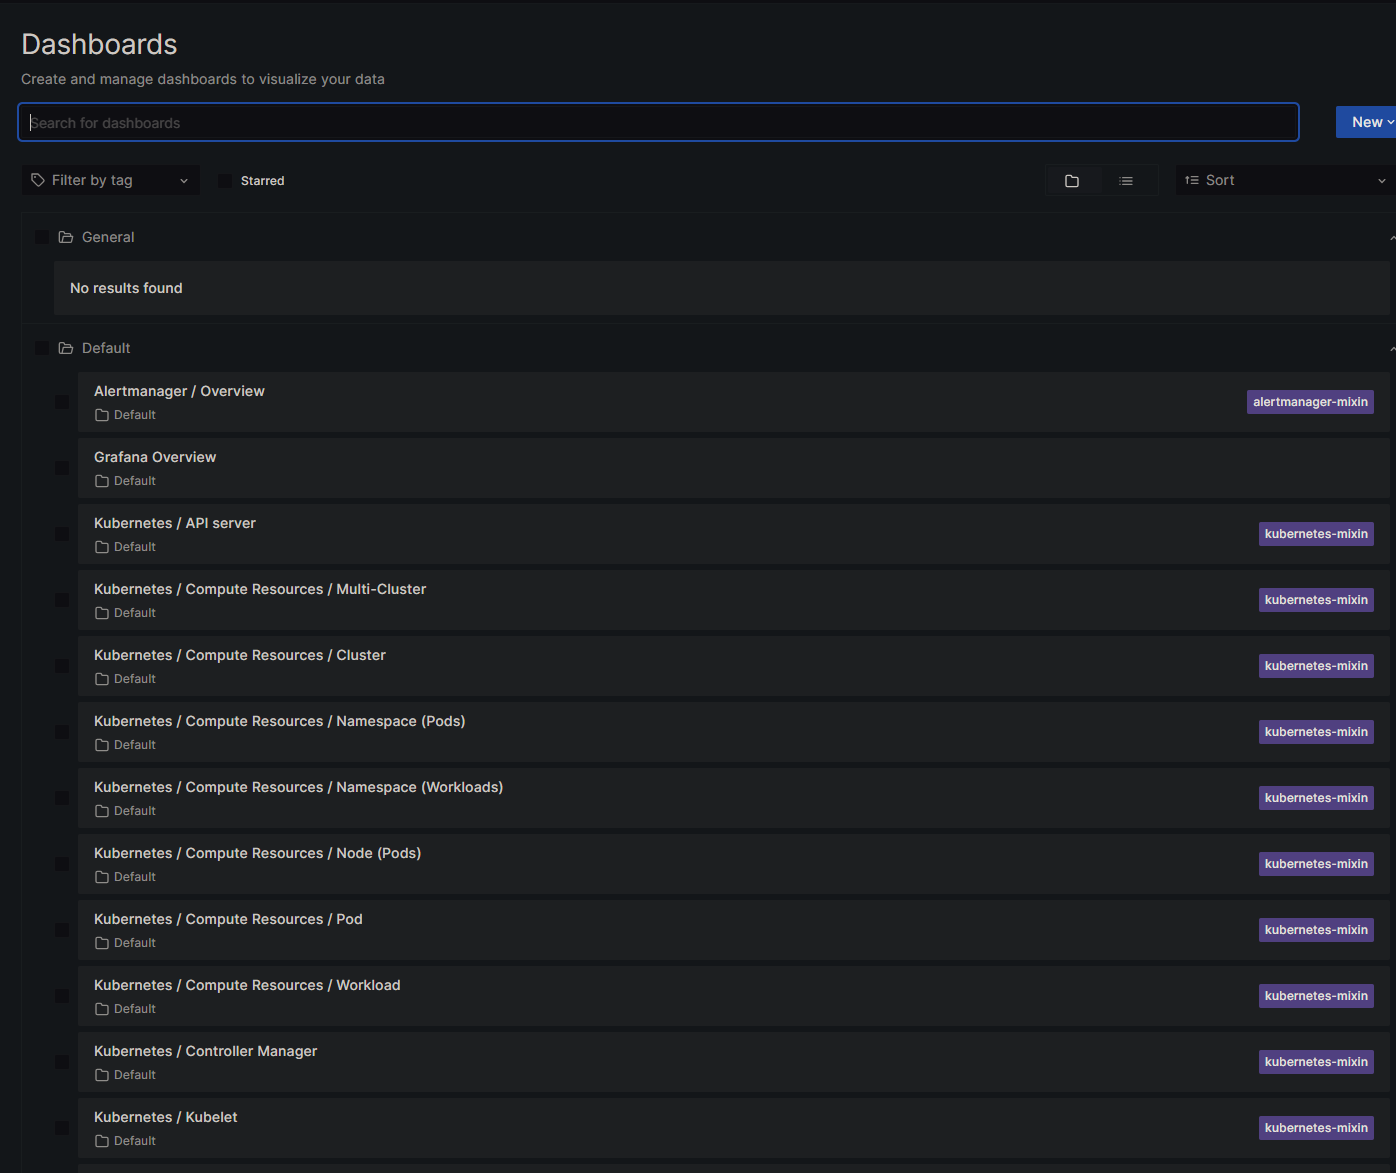 Dashboards
Create and manage dashboards to visualize your data
Search for dashboards
New
Filter by tag
Starred
Sort
General
No results found
Default
Alertmanager / Overview
Default
alertmanager-mixin
Grafana Overview
Default
Kubernetes / API server
Default
kubernetes-mixin
Kubernetes / Compute Resources / Multi-Cluster
Default
kubernetes-mixin
Kubernetes / Compute Resources / Cluster
Default
kubernetes-mixin
Kubernetes / Compute Resources / Namespace (Pods)
Default
kubernetes-mixin
Kubernetes / Compute Resources / Namespace (Workloads)
Default
kubernetes-mixin
Kubernetes / Compute Resources / Node (Pods)
Default
kubernetes-mixin
Kubernetes / Compute Resources / Pod
Default
kubernetes-mixin
Kubernetes / Compute Resources / Workload
Default
kubernetes-mixin
Kubernetes / Controller Manager
Default
kubernetes-mixin
Kubernetes / Kubelet
Default
kubernetes-mixin